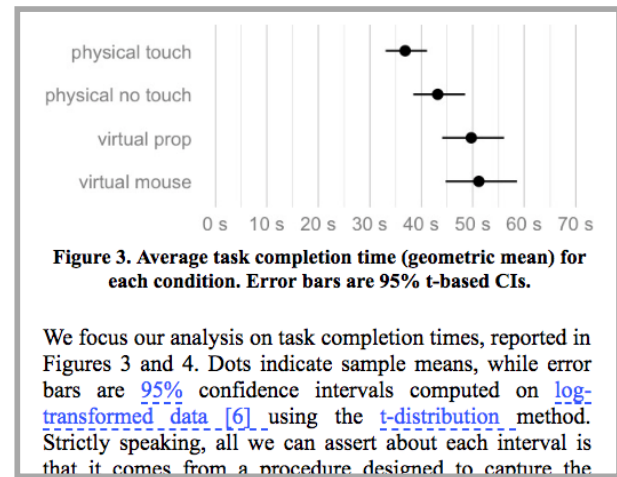 physical touch
physical no touch
virtual prop
virtual mouse
0 s 10 s 20 s 30 s 40 s 50 s 60 s 70 s
Figure 3. Average task completion time (geometric mean) for
each condition. Error bars are 95% t-based CIs.
We focus our analysis on task completion times, reported in
Figures 3 and 4. Dots indicate sample means, while error
bars are 95% confidence intervals computed on log-
transformed data [6] using the t-distribution method.
Strictly speaking, all we can assert about each interval is
that it comes from a procedure designed to capture the